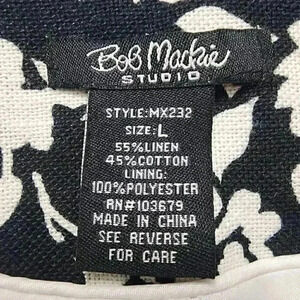 Bob Mackie
STUDIO
STYLE:MX232
SIZE:L
55%LINEN
45%COTTON
LINING:
100%POLYESTER
RN#103679
MADE IN CHINA
SEE REVERSE
FOR CARE